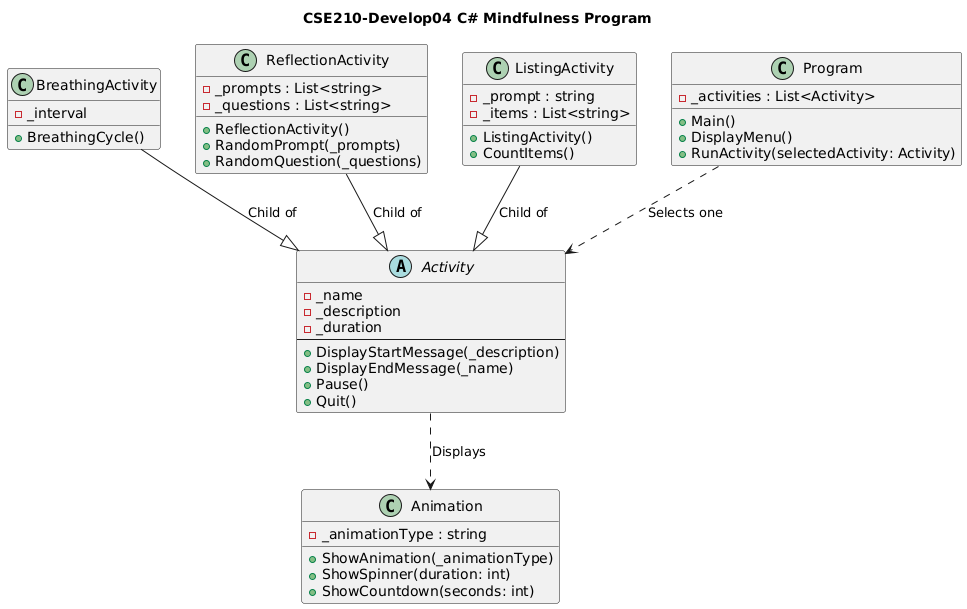 CSE210-Develop04 C# Mindfulness Program
C BreathingActivity
_interval
BreathingCycle()
C ReflectionActivity
_prompts : List<string>
_questions : List<string>
ReflectionActivity()
RandomPrompt(_prompts)
RandomQuestion(_questions)
C ListingActivity
_prompt : string
_items : List<string>
ListingActivity()
CountItems()
C Program
_activities : List<Activity>
Main()
DisplayMenu()
RunActivity(selectedActivity: Activity)
Child of
Child of
Child of
Selects one
A Activity
_name
_description
_duration
DisplayStartMessage(_description)
DisplayEndMessage(_name)
Pause()
Quit()
Displays
C Animation
_animationType : string
ShowAnimation(_animationType)
ShowSpinner(duration: int)
ShowCountdown(seconds: int)